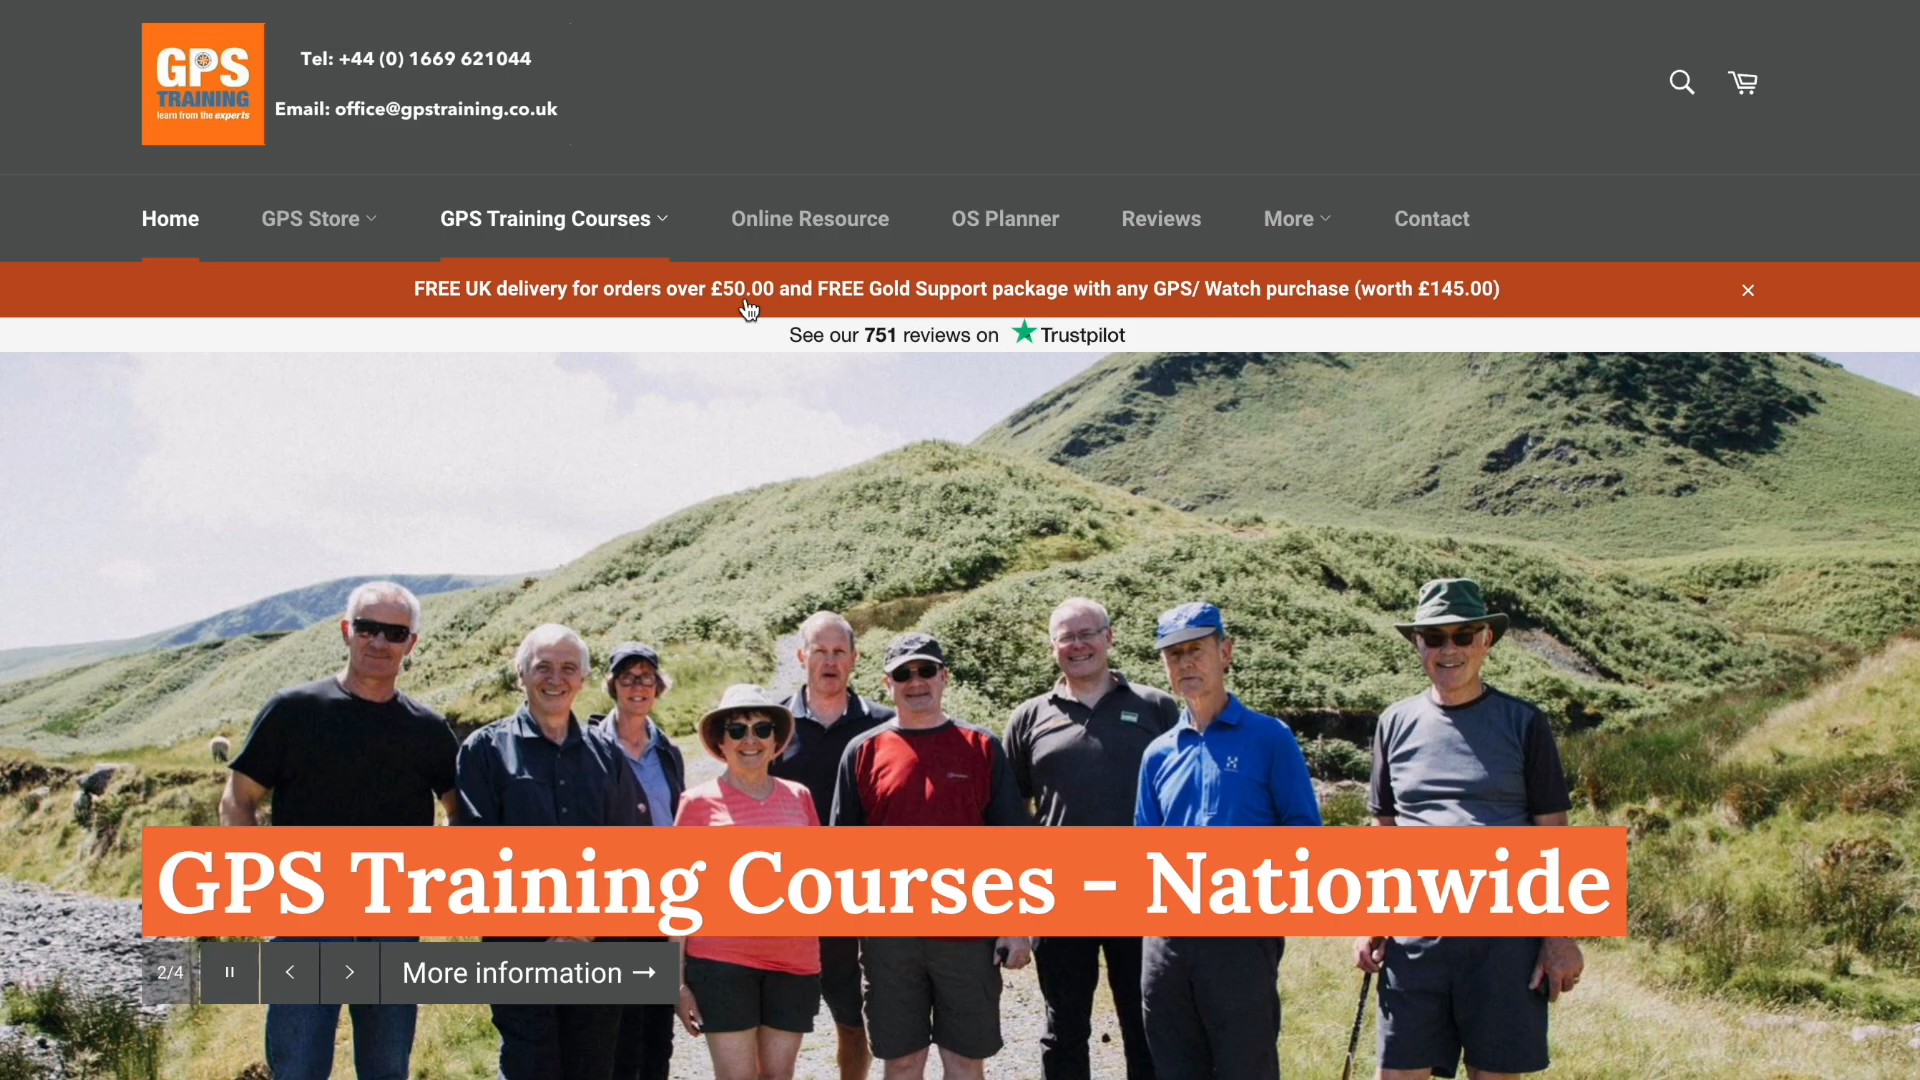 GPS
TRAINING
learn from the experts
Tel: +44 (0) 1669 621044
Email: office@gpstraining.co.uk
Home
GPS Store
GPS Training Courses
Online Resource
OS Planner
Reviews
More
Contact
FREE UK delivery for orders over £50.00 and FREE Gold Support package with any GPS/ Watch purchase (worth £145.00)
See our 751 reviews on Trustpilot
GPS Training Courses - Nationwide
2/4
More information →